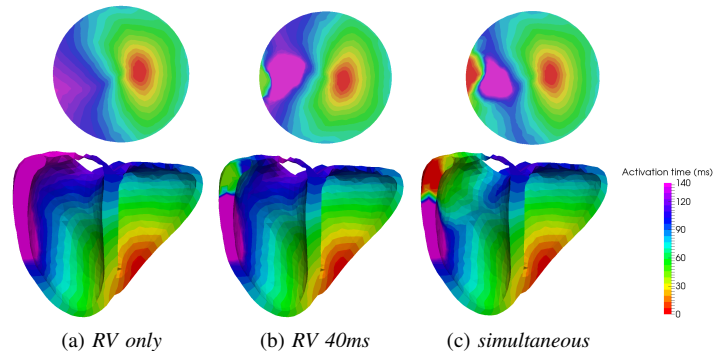 Activation time (ms)
140
120
90
60
30
0
(a) RV only
(b) RV 40ms
(c) simultaneous